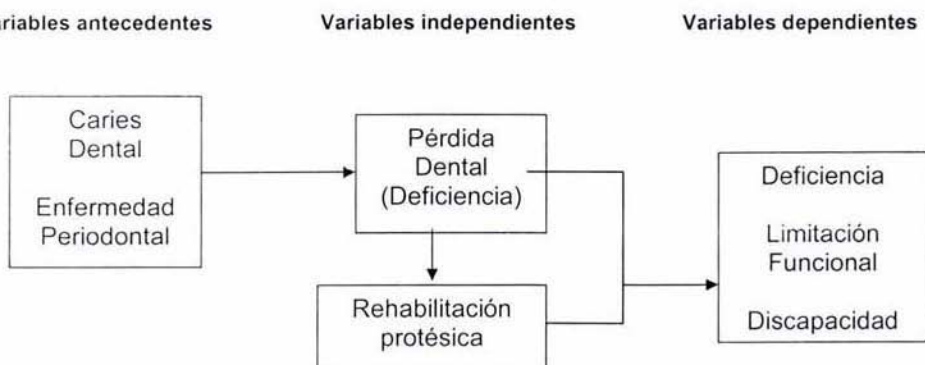 ariables antecedentes
Variables independientes
Variables dependientes
Caries
Dental
Enfermedad
Periodontal
Pérdida
Dental
(Deficiencia)
Rehabilitación
protésica
Deficiencia
Limitación
Funcional
Discapacidad